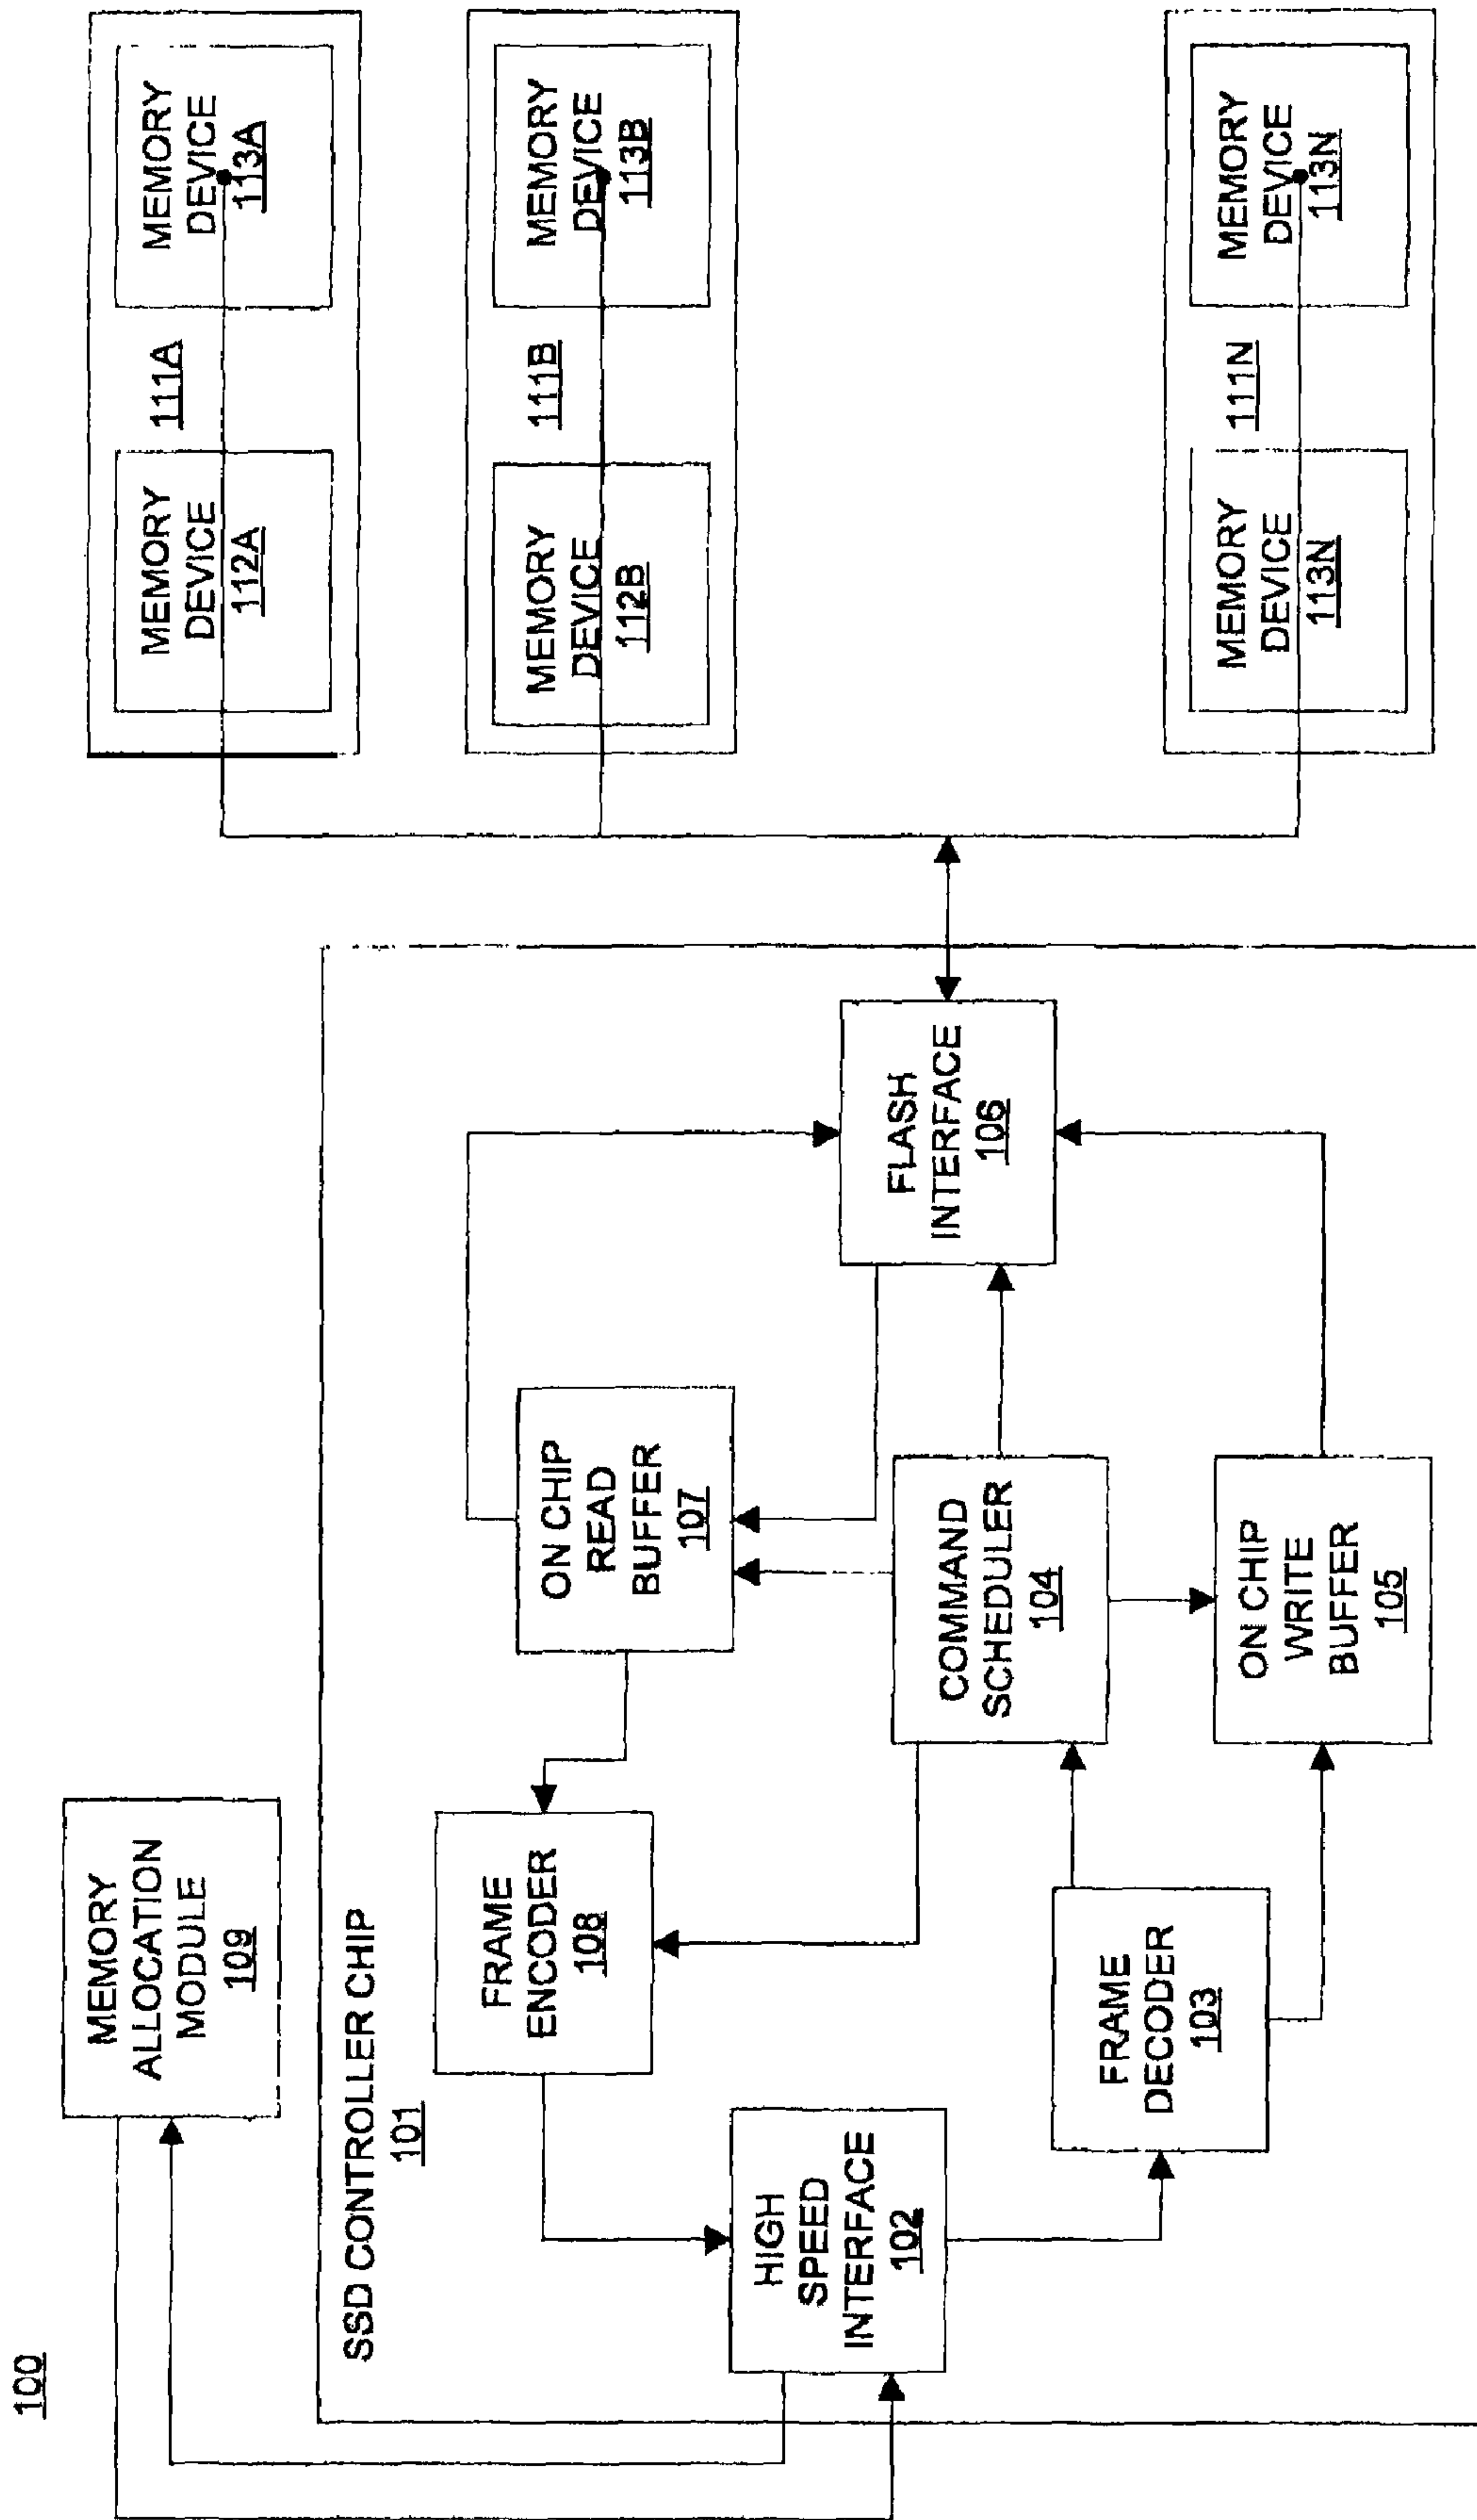 100
MEMORY
ALLOCATION
MODULE
109
SSD CONTROLLER CHIP
101
HIGH
SPEED
INTERFACE
102
FRAME
ENCODER
108
FRAME
DECODER
103
ON CHIP
READ
BUFFER
107
COMMAND
SCHEDULER
104
ON CHIP
WRITE
BUFFER
105
FLASH
INTERFACE
106
MEMORY
DEVICE
112A
111A
MEMORY
DEVICE
113A
MEMORY
DEVICE
112B
111B
MEMORY
DEVICE
113B
MEMORY
DEVICE
113N
111N
MEMORY
DEVICE
113N